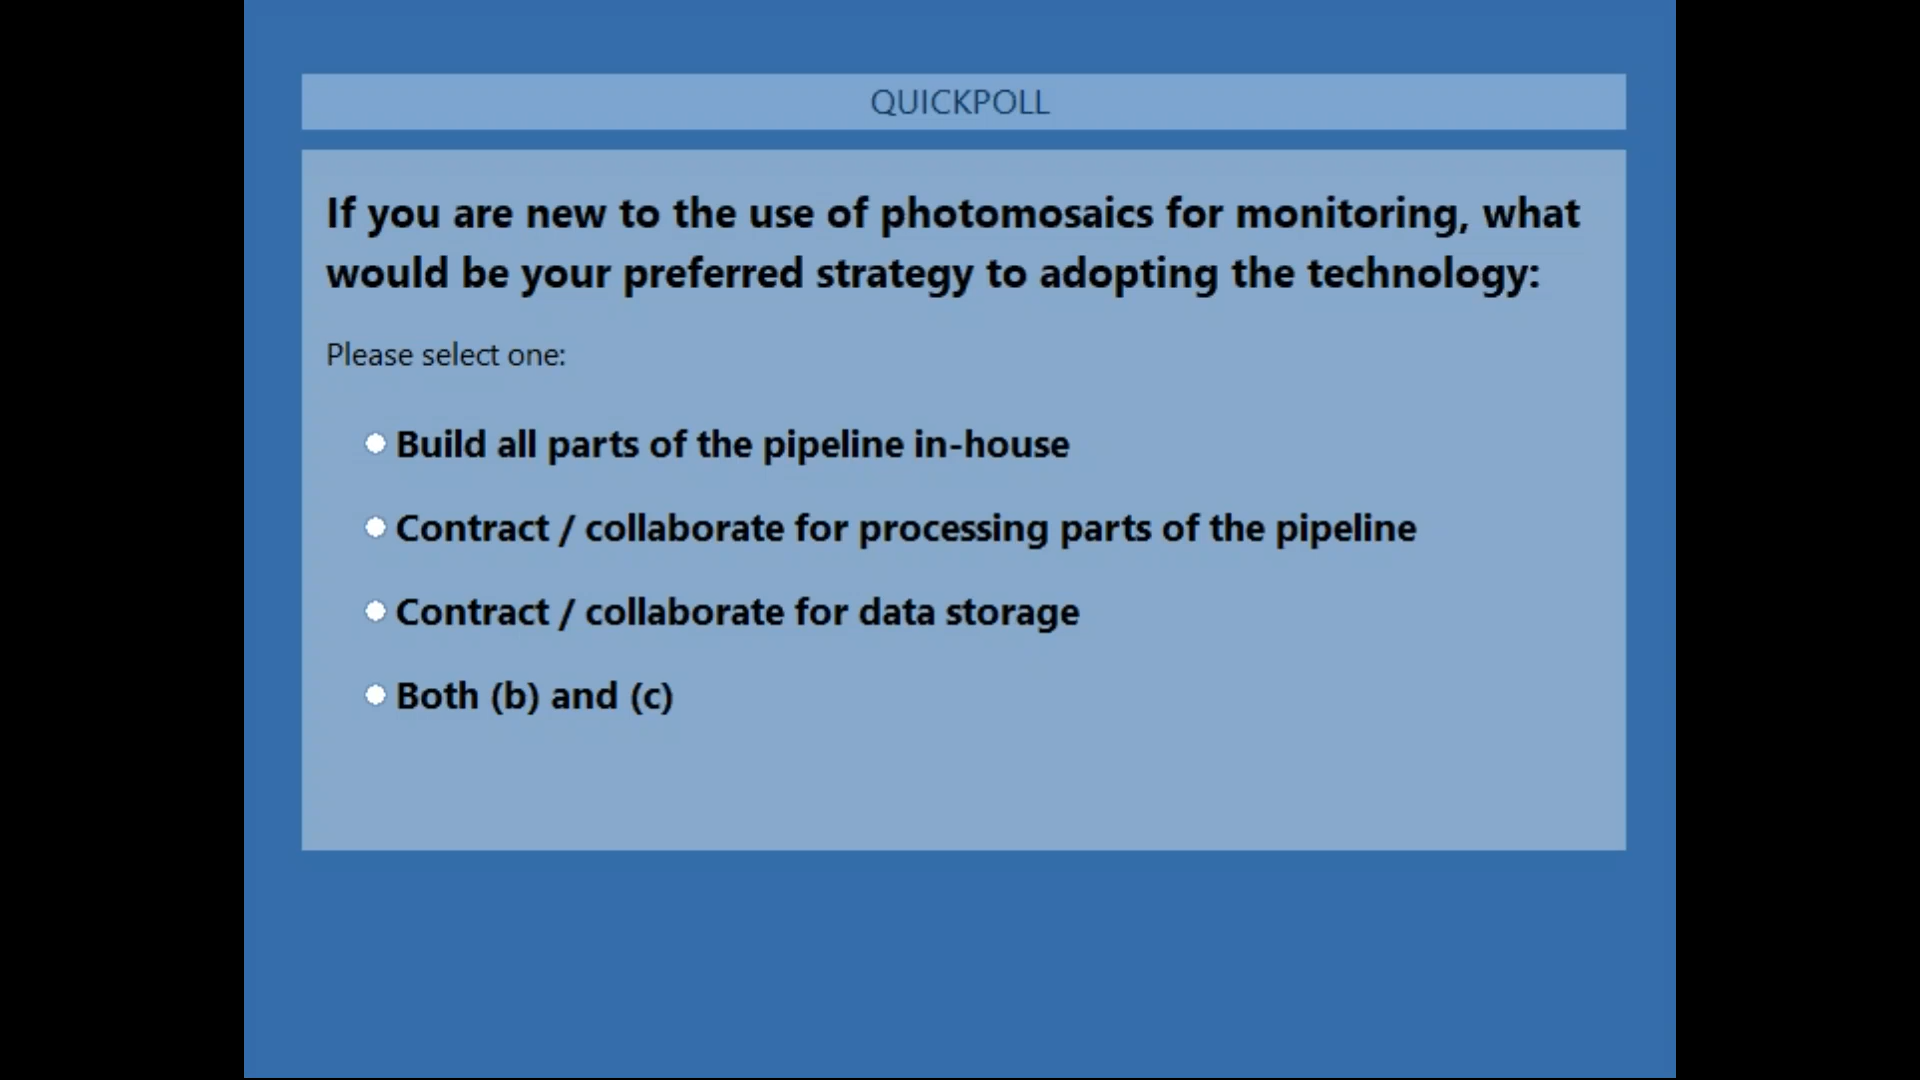 QUICKPOLL
If you are new to the use of photomosaics for monitoring, what
would be your preferred strategy to adopting the technology:
Please select one:
Build all parts of the pipeline in-house
Contract / collaborate for processing parts of the pipeline
Contract / collaborate for data storage
Both (b) and (c)